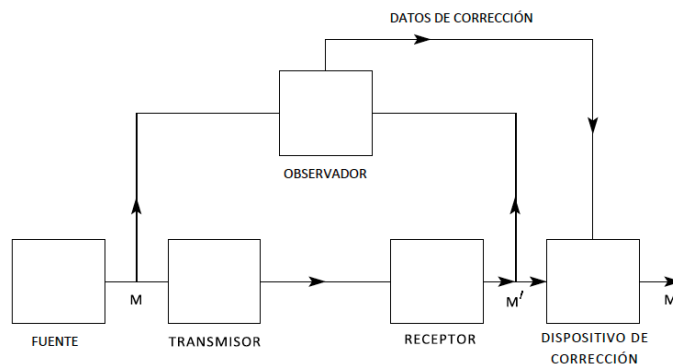 DATOS DE CORRECCIÓN
OBSERVADOR
M
M'
M
FUENTE
TRANSMISOR
RECEPTOR
DISPOSITIVO DE
CORRECCIÓN